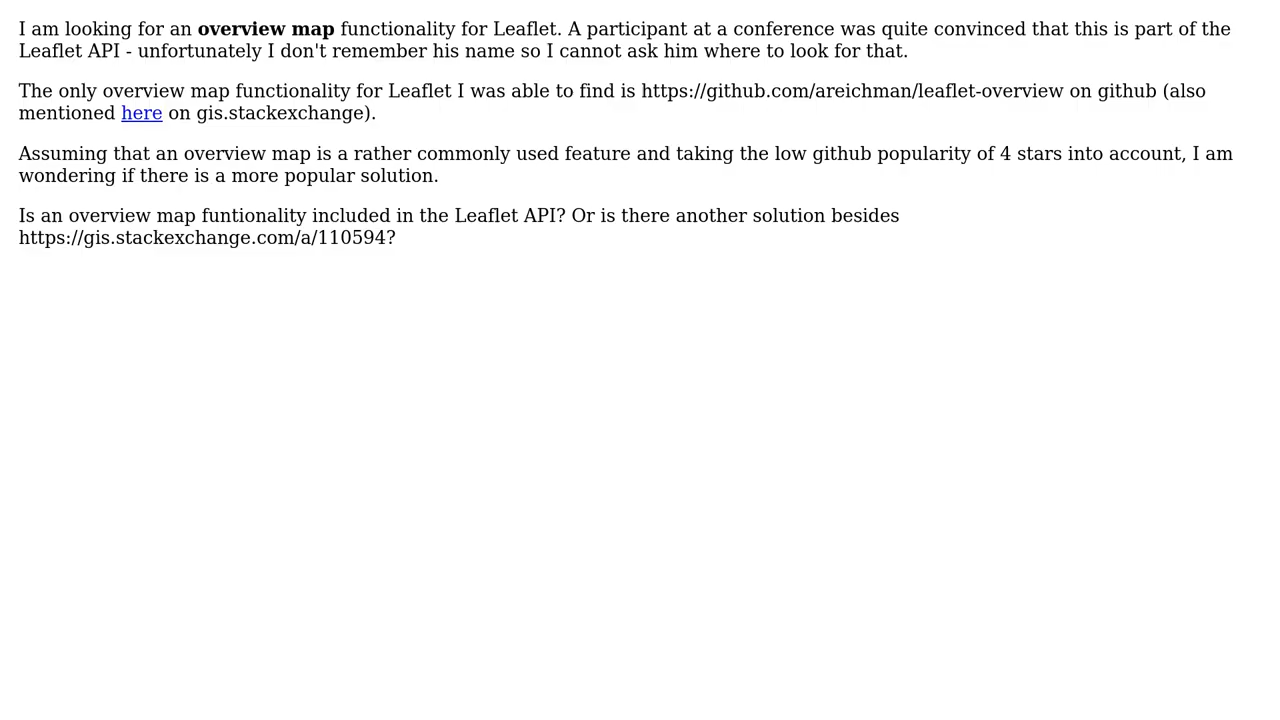 I am looking for an overview map functionality for Leaflet. A participant at a conference was quite convinced that this is part of the
Leaflet API - unfortunately I don't remember his name so I cannot ask him where to look for that.
The only overview map functionality for Leaflet I was able to find is https://github.com/areichman/leaflet-overview on github (also
mentioned here on gis.stackexchange).
Assuming that an overview map is a rather commonly used feature and taking the low github popularity of 4 stars into account, I am
wondering if there is a more popular solution.
Is an overview map funtionality included in the Leaflet API? Or is there another solution besides
https://gis.stackexchange.com/a/110594?